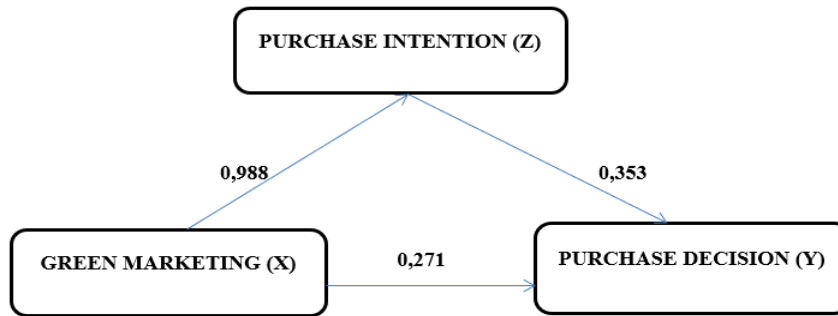 PURCHASE INTENTION (Z)
0,988
0,353
GREEN MARKETING (X)
0,271
PURCHASE DECISION (Y)